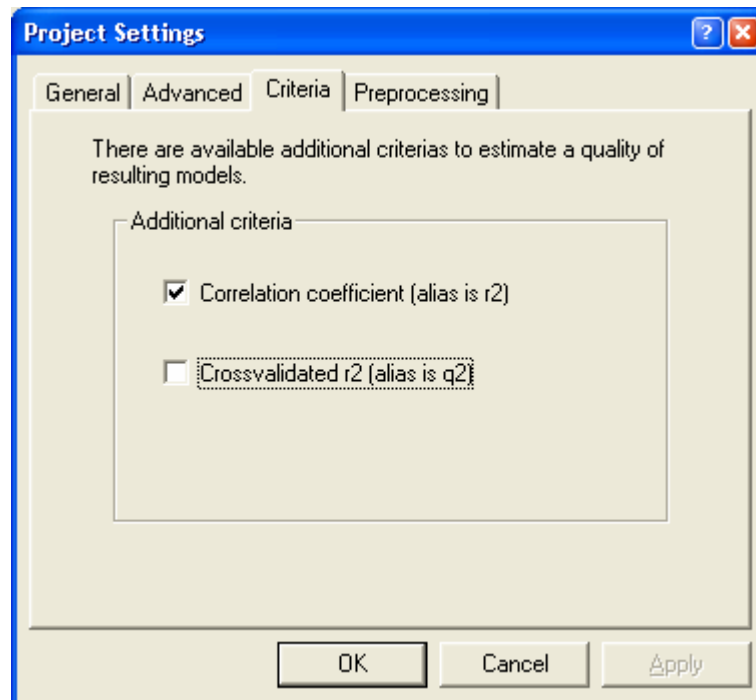 Project Settings
?
General Advanced Criteria Preprocessing
There are available additional criterias to estimate a quality of
resulting models.
Additional criteria
Correlation coefficient (alias is r2)
Crossvalidated r2 (alias is q2)
OK Cancel Apply